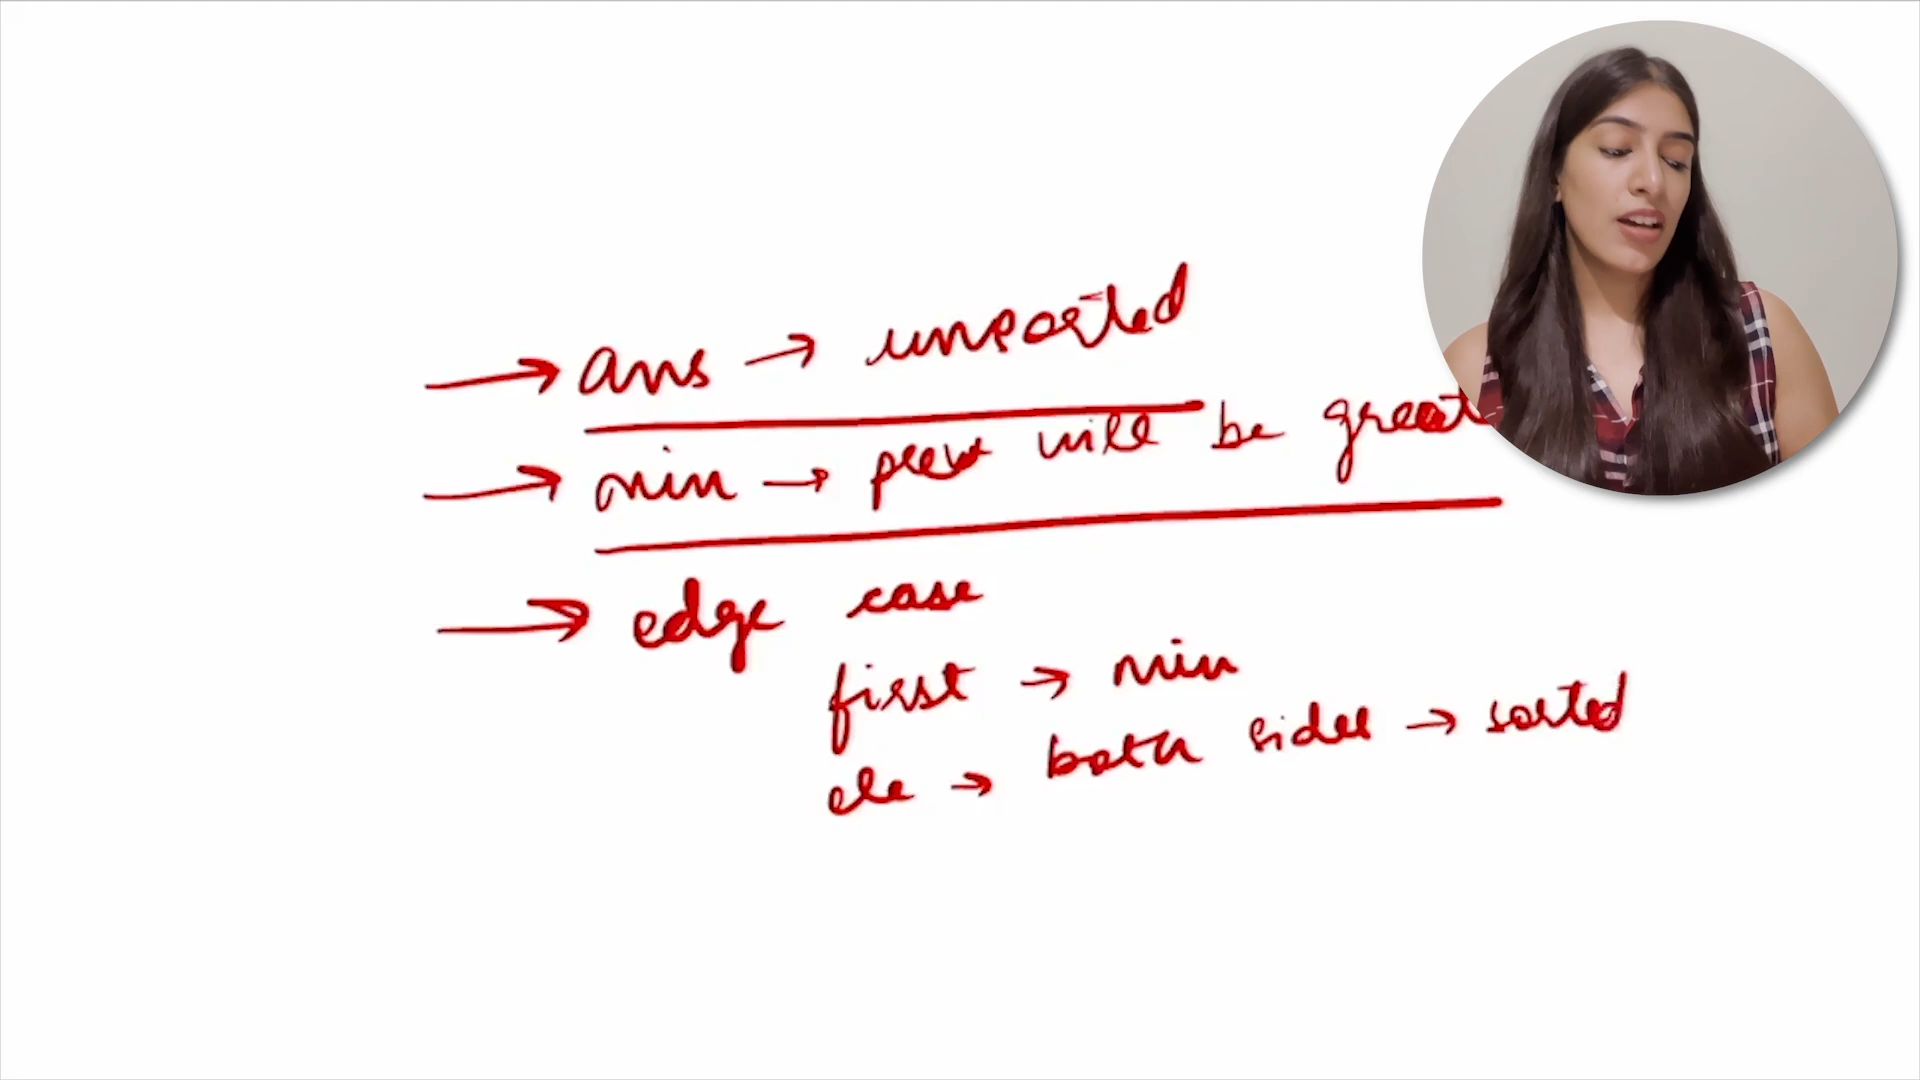 → ans → unsorted
→ min → prev will be great
→ edge case
first → min
ele → both sides → sorted